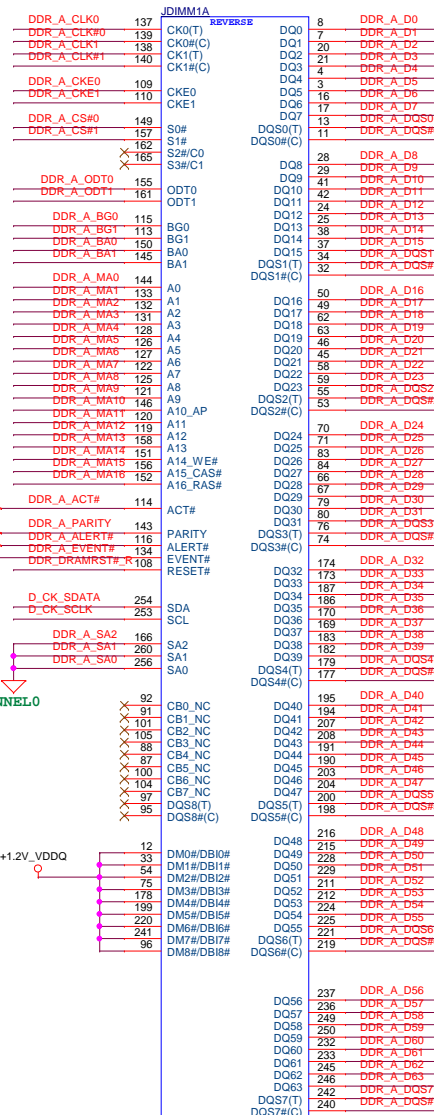 JDIMM1A
REVERSE
DDR_A_CLK0 137 CK0(T) DQ0 8 DDR_A_D0
DDR_A_CLK#0 139 CK0#(C) DQ1 7 DDR_A_D1
DDR_A_CLK1 138 CK1(T) DQ2 20 DDR_A_D2
DDR_A_CLK#1 140 CK1#(C) DQ3 21 DDR_A_D3
DQ4 4 DDR_A_D4
DDR_A_CKE0 109 CKE0 DQ5 3 DDR_A_D5
DDR_A_CKE1 110 CKE1 DQ6 16 DDR_A_D6
DQ7 17 DDR_A_D7
DDR_A_CS#0 149 S0# DQS0(T) 13 DDR_A_DQS0
DDR_A_CS#1 157 S1# DQS0#(C) 11 DDR_A_DQS#
162 S2#/C0
165 S3#/C1 DQ8 28 DDR_A_D8
DQ9 29 DDR_A_D9
DDR_A_ODT0 155 ODT0 DQ10 41 DDR_A_D10
DDR_A_ODT1 161 ODT1 DQ11 42 DDR_A_D11
DQ12 24 DDR_A_D12
DDR_A_BG0 115 BG0 DQ13 25 DDR_A_D13
DDR_A_BG1 113 BG1 DQ14 38 DDR_A_D14
DDR_A_BA0 150 BA0 DQ15 37 DDR_A_D15
DDR_A_BA1 145 BA1 DQS1(T) 34 DDR_A_DQS1
DQS1#(C) 32 DDR_A_DQS#
DDR_A_MA0 144 A0
DDR_A_MA1 133 A1 DQ16 50 DDR_A_D16
DDR_A_MA2 132 A2 DQ17 49 DDR_A_D17
DDR_A_MA3 131 A3 DQ18 62 DDR_A_D18
DDR_A_MA4 128 A4 DQ19 63 DDR_A_D19
DDR_A_MA5 126 A5 DQ20 46 DDR_A_D20
DDR_A_MA6 127 A6 DQ21 45 DDR_A_D21
DDR_A_MA7 122 A7 DQ22 58 DDR_A_D22
DDR_A_MA8 125 A8 DQ23 59 DDR_A_D23
DDR_A_MA9 121 A9 DQS2(T) 55 DDR_A_DQS2
DDR_A_MA10 146 A10_AP DQS2#(C) 53 DDR_A_DQS#
DDR_A_MA11 120 A11
DDR_A_MA12 119 A12 DQ24 70 DDR_A_D24
DDR_A_MA13 158 A13 DQ25 71 DDR_A_D25
DDR_A_MA14 151 A14_WE# DQ26 83 DDR_A_D26
DDR_A_MA15 156 A15_CAS# DQ27 84 DDR_A_D27
DDR_A_MA16 152 A16_RAS# DQ28 66 DDR_A_D28
DQ29 67 DDR_A_D29
DDR_A_ACT# 114 ACT# DQ30 79 DDR_A_D30
DQ31 80 DDR_A_D31
DDR_A_PARITY 143 PARITY DQS3(T) 76 DDR_A_DQS3
DDR_A_ALERT# 116 ALERT# DQS3#(C) 74 DDR_A_DQS#
DDR_A_EVENT# 134 EVENT#
DDR_DRAMRST#_R 108 RESET# DQ32 174 DDR_A_D32
DQ33 173 DDR_A_D33
DQ34 187 DDR_A_D34
D_CK_SDATA 254 SDA DQ35 186 DDR_A_D35
D_CK_SCLK 253 SCL DQ36 170 DDR_A_D36
DQ37 169 DDR_A_D37
DDR_A_SA2 166 SA2 DQ38 183 DDR_A_D38
DDR_A_SA1 260 SA1 DQ39 182 DDR_A_D39
DDR_A_SA0 256 SA0 DQS4(T) 179 DDR_A_DQS4
DQS4#(C) 177 DDR_A_DQS#
NNEL0
92 CB0_NC DQ40 195 DDR_A_D40
91 CB1_NC DQ41 194 DDR_A_D41
101 CB2_NC DQ42 207 DDR_A_D42
105 CB3_NC DQ43 208 DDR_A_D43
88 CB4_NC DQ44 191 DDR_A_D44
87 CB5_NC DQ45 190 DDR_A_D45
100 CB6_NC DQ46 203 DDR_A_D46
104 CB7_NC DQ47 204 DDR_A_D47
97 DQS8(T) DQS5(T) 200 DDR_A_DQS5
95 DQS8#(C) DQS5#(C) 198 DDR_A_DQS#
+1.2V_VDDQ
12 DM0#/DBI0# DQ48 216 DDR_A_D48
33 DM1#/DBI1# DQ49 215 DDR_A_D49
54 DM2#/DBI2# DQ50 228 DDR_A_D50
75 DM3#/DBI3# DQ51 229 DDR_A_D51
178 DM4#/DBI4# DQ52 211 DDR_A_D52
199 DM5#/DBI5# DQ53 212 DDR_A_D53
220 DM6#/DBI6# DQ54 224 DDR_A_D54
241 DM7#/DBI7# DQ55 225 DDR_A_D55
96 DM8#/DBI8# DQS6(T) 221 DDR_A_DQS6
DQS6#(C) 219 DDR_A_DQS#
DQ56 237 DDR_A_D56
DQ57 236 DDR_A_D57
DQ58 249 DDR_A_D58
DQ59 250 DDR_A_D59
DQ60 232 DDR_A_D60
DQ61 233 DDR_A_D61
DQ62 245 DDR_A_D62
DQ63 246 DDR_A_D63
DQS7(T) 242 DDR_A_DQS7
DQS7#(C) 240 DDR_A_DQS#